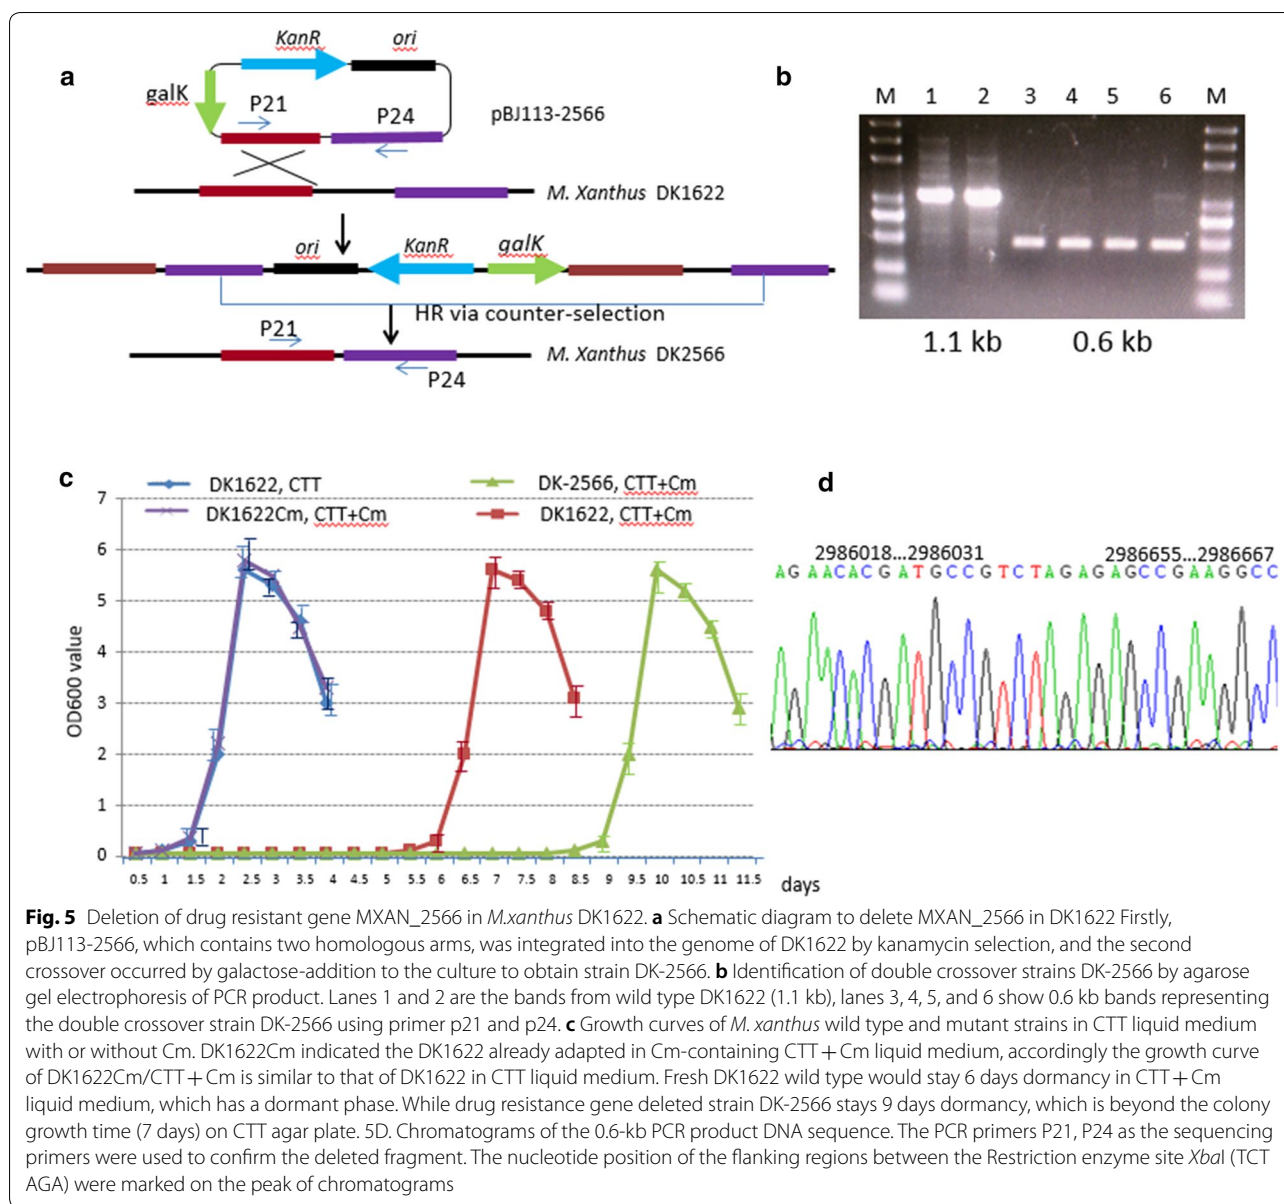 a
KanR
ori
galK
P21
P24
pBJ113-2566
M. Xanthus DK1622
ori
KanR
galK
HR via counter-selection
P21
M. Xanthus DK2566
P24
b
M 1 2 3 4 5 6 M
1.1 kb 0.6 kb
c
DK1622, CTT
DK-2566, CTT+Cm
DK1622Cm, CTT+Cm
DK1622, CTT+Cm
OD600 value
7
6
5
4
3
2
1
0
0.5 1 1.5 2 2.5 3 3.5 4 4.5 5 5.5 6 6.5 7 7.5 8 8.5 9 9.5 10 10.5 11 11.5
days
d
2986018...2986031 2986655...2986667
AGAACACGATGCCGTCTAGAGAGCCGAAGGCC
Fig. 5 Deletion of drug resistant gene MXAN_2566 in M.xanthus DK1622. a Schematic diagram to delete MXAN_2566 in DK1622 Firstly,
pBJ113-2566, which contains two homologous arms, was integrated into the genome of DK1622 by kanamycin selection, and the second
crossover occurred by galactose-addition to the culture to obtain strain DK-2566. b Identification of double crossover strains DK-2566 by agarose
gel electrophoresis of PCR product. Lanes 1 and 2 are the bands from wild type DK1622 (1.1 kb), lanes 3, 4, 5, and 6 show 0.6 kb bands representing
the double crossover strain DK-2566 using primer p21 and p24. c Growth curves of M. xanthus wild type and mutant strains in CTT liquid medium
with or without Cm. DK1622Cm indicated the DK1622 already adapted in Cm-containing CTT + Cm liquid medium, accordingly the growth curve
of DK1622Cm/CTT + Cm is similar to that of DK1622 in CTT liquid medium. Fresh DK1622 wild type would stay 6 days dormancy in CTT + Cm
liquid medium, which has a dormant phase. While drug resistance gene deleted strain DK-2566 stays 9 days dormancy, which is beyond the colony
growth time (7 days) on CTT agar plate. 5D. Chromatograms of the 0.6-kb PCR product DNA sequence. The PCR primers P21, P24 as the sequencing
primers were used to confirm the deleted fragment. The nucleotide position of the flanking regions between the Restriction enzyme site XbaI (TCT
AGA) were marked on the peak of chromatograms